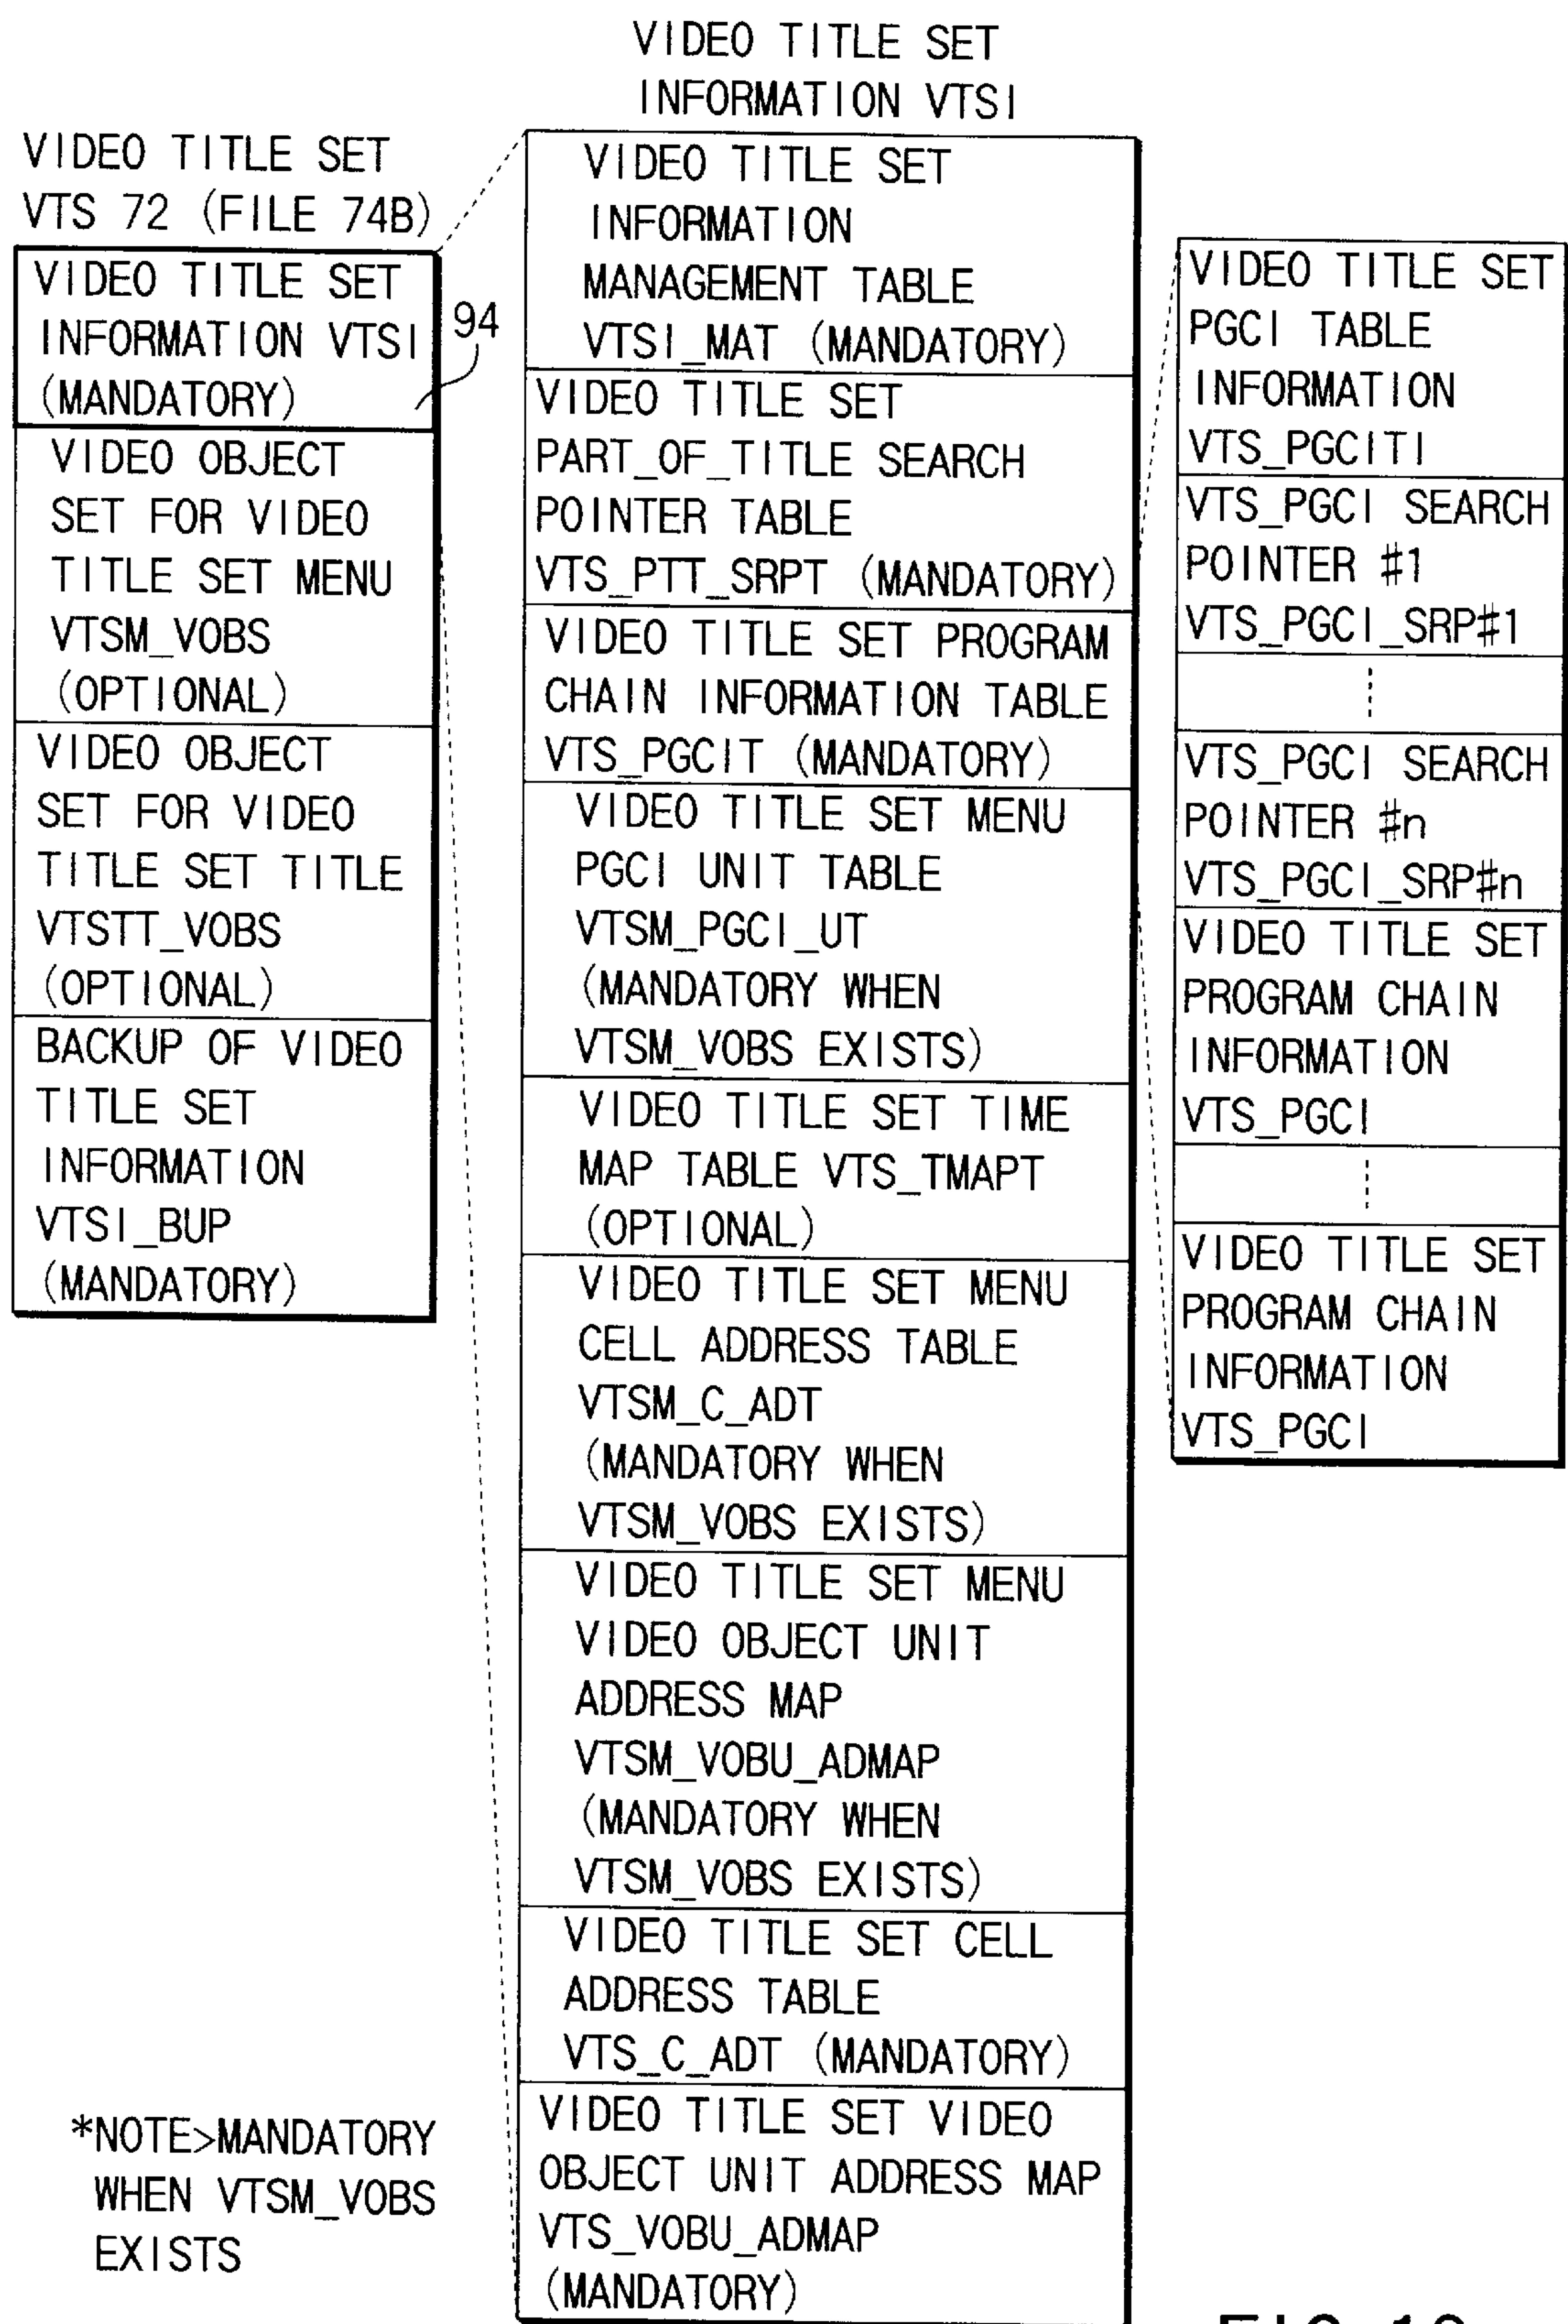 VIDEO TITLE SET
VTS 72 (FILE 74B)
VIDEO TITLE SET
INFORMATION VTSI
(MANDATORY)
94
VIDEO OBJECT
SET FOR VIDEO
TITLE SET MENU
VTSM_VOBS
(OPTIONAL)
VIDEO OBJECT
SET FOR VIDEO
TITLE SET TITLE
VTSTT_VOBS
(OPTIONAL)
BACKUP OF VIDEO
TITLE SET
INFORMATION
VTSI_BUP
(MANDATORY)
*NOTE>MANDATORY
WHEN VTSM_VOBS
EXISTS
VIDEO TITLE SET
INFORMATION VTSI
VIDEO TITLE SET
INFORMATION
MANAGEMENT TABLE
VTSI_MAT (MANDATORY)
VIDEO TITLE SET
PART_OF_TITLE SEARCH
POINTER TABLE
VTS_PTT_SRPT (MANDATORY)
VIDEO TITLE SET PROGRAM
CHAIN INFORMATION TABLE
VTS_PGCIT (MANDATORY)
VIDEO TITLE SET MENU
PGCI UNIT TABLE
VTSM_PGCI_UT
(MANDATORY WHEN
VTSM_VOBS EXISTS)
VIDEO TITLE SET TIME
MAP TABLE VTS_TMAPT
(OPTIONAL)
VIDEO TITLE SET MENU
CELL ADDRESS TABLE
VTSM_C_ADT
(MANDATORY WHEN
VTSM_VOBS EXISTS)
VIDEO TITLE SET MENU
VIDEO OBJECT UNIT
ADDRESS MAP
VTSM_VOBU_ADMAP
(MANDATORY WHEN
VTSM_VOBS EXISTS)
VIDEO TITLE SET CELL
ADDRESS TABLE
VTS_C_ADT (MANDATORY)
VIDEO TITLE SET VIDEO
OBJECT UNIT ADDRESS MAP
VTS_VOBU_ADMAP
(MANDATORY)
VIDEO TITLE SET
PGCI TABLE
INFORMATION
VTS_PGCITI
VTS_PGCI SEARCH
POINTER #1
VTS_PGCI_SRP#1
VTS_PGCI SEARCH
POINTER #n
VTS_PGCI_SRP#n
VIDEO TITLE SET
PROGRAM CHAIN
INFORMATION
VTS_PGCI
VIDEO TITLE SET
PROGRAM CHAIN
INFORMATION
VTS_PGCI